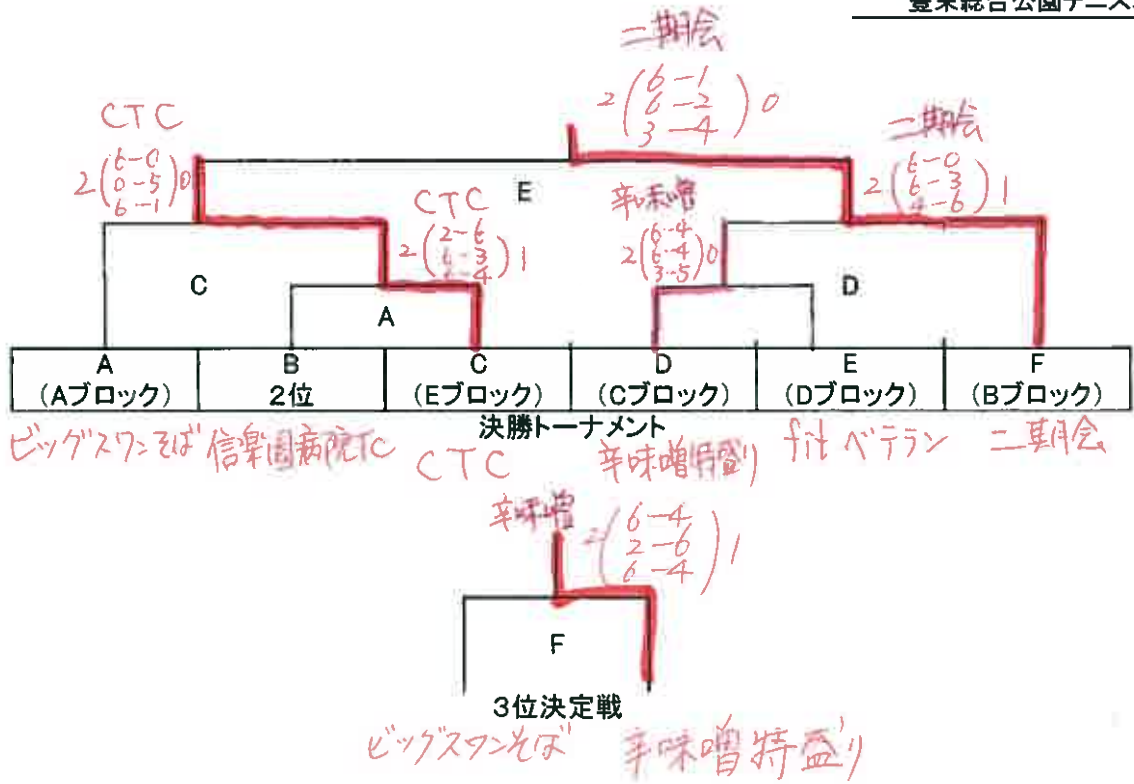 豊栄総合公園テニス
二期会
2(6-1 6-2 3-4)0
CTC
2(6-0 0-5 6-1)0
二期会
2(6-0 6-3 4-6)1
E
CTC
2(2-6 6-3 6-4)1
辛味噌
2(6-4 6-4 3-5)0
C
A
D
A B C D E F
(Aブロック) 2位 (Eブロック) (Cブロック) (Dブロック) (Bブロック)
決勝トーナメント
ビッグスワンそば 信楽園病院TC CTC 辛味噌特盛り fit ベテラン 二期会
辛味噌
2(6-4 2-6 6-4)1
F
3位決定戦
ビッグスワンそば 辛味噌特盛り